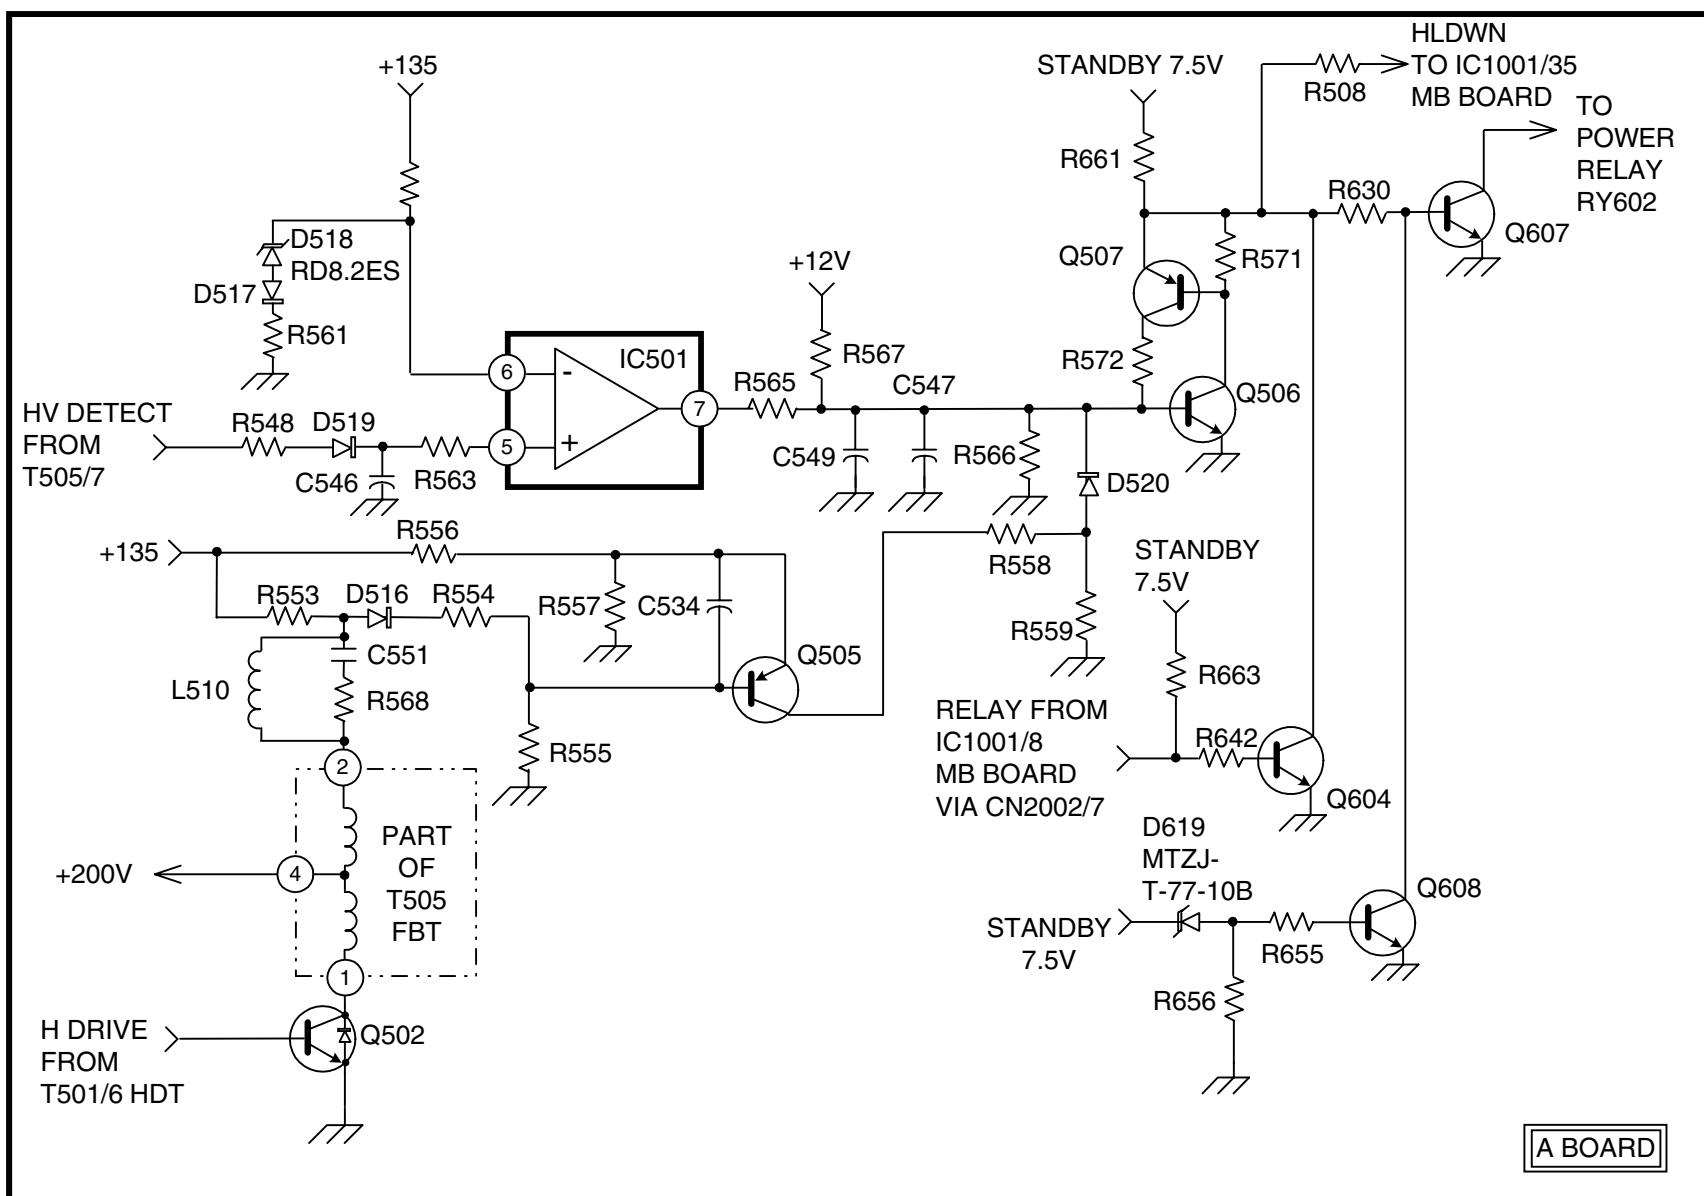 HLDWN
TO IC1001/35
MB BOARD
+135
STANDBY 7.5V
R508
TO
POWER
RELAY
RY602
R661
R630
Q607
D518
RD8.2ES
D517
R561
+12V
Q507
R571
IC501
R567
R572
6
-
R565
C547
Q506
HV DETECT
FROM
T505/7
R548
D519
7
5
+
C546
R563
C549
R566
D520
R556
+135
R558
STANDBY
7.5V
R553
D516
R554
R557
C534
R559
C551
Q505
L510
R568
R663
RELAY FROM
IC1001/8
MB BOARD
VIA CN2002/7
R555
R642
2
Q604
PART
OF
T505
FBT
D619
MTZJ-
T-77-10B
+200V
4
Q608
STANDBY
7.5V
R655
1
R656
H DRIVE
FROM
T501/6 HDT
Q502
A BOARD